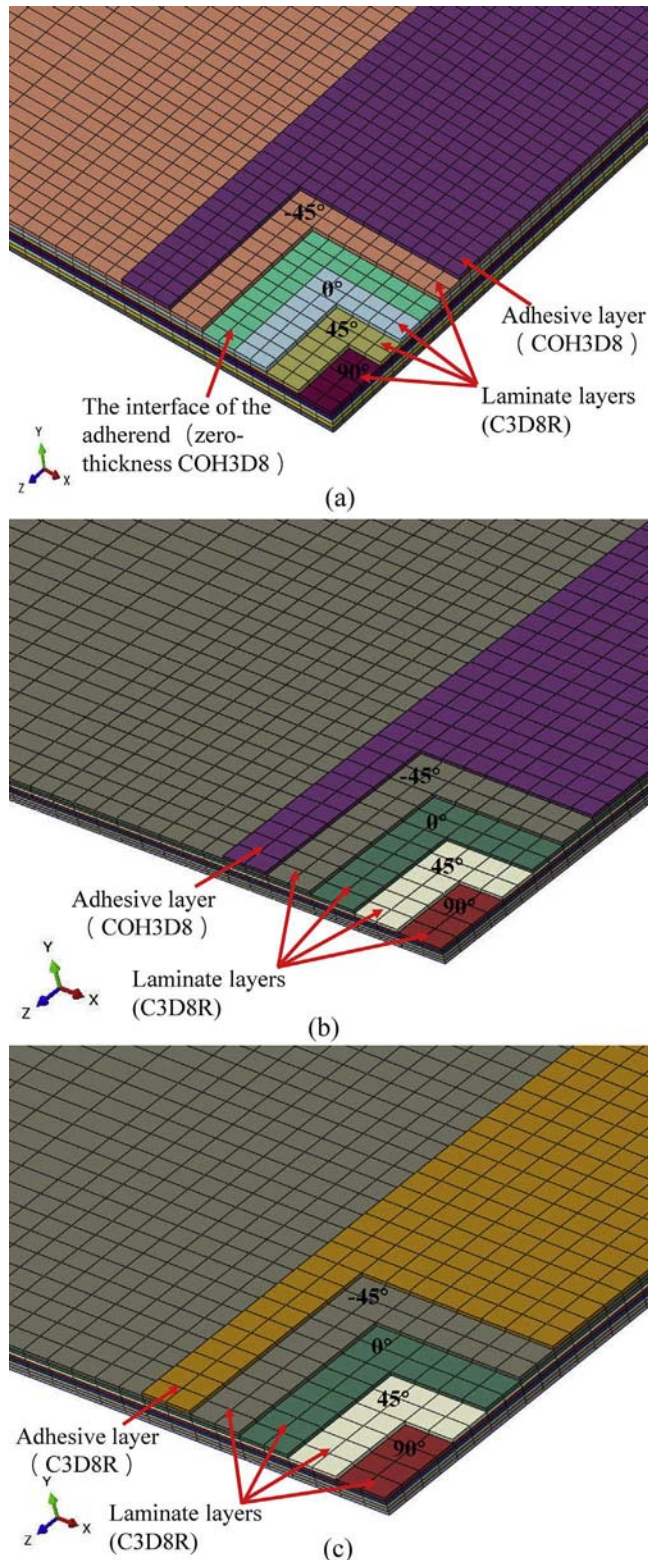 -45°
0°
45°
90°
Adhesive layer
( COH3D8 )
Laminate layers
(C3D8R)
The interface of the
adherend (zero-
thickness COH3D8 )
Y
Z
X
(a)
-45°
0°
45°
90°
Adhesive layer
( COH3D8 )
Laminate layers
(C3D8R)
Y
Z
X
(b)
-45°
0°
45°
90°
Adhesive layer
( C3D8R )
Laminate layers
(C3D8R)
Y
Z
X
(c)